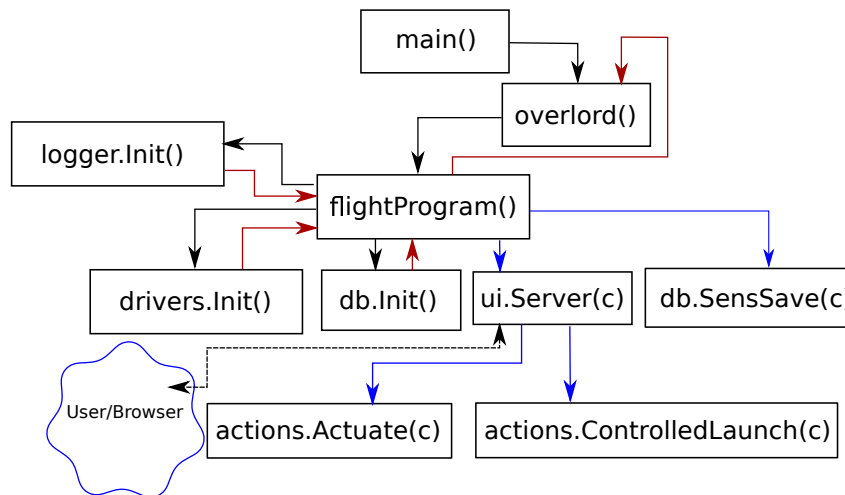 main()
overlord()
logger.Init()
flightProgram()
drivers.Init()
db.Init()
ui.Server(c)
db.SensSave(c)
User/Browser
actions.Actuate(c)
actions.ControlledLaunch(c)